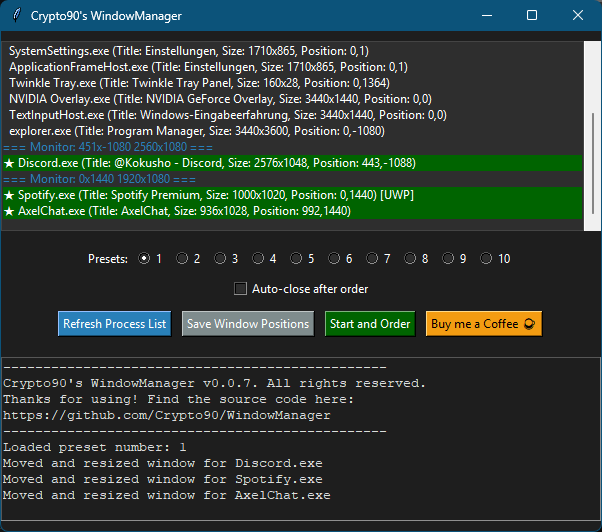 Crypto90's WindowManager
SystemSettings.exe (Title: Einstellungen, Size: 1710x865, Position: 0,1)
ApplicationFrameHost.exe (Title: Einstellungen, Size: 1710x865, Position: 0,1)
Twinkle Tray.exe (Title: Twinkle Tray Panel, Size: 160x28, Position: 0,1364)
NVIDIA Overlay.exe (Title: NVIDIA GeForce Overlay, Size: 3440x1440, Position: 0,0)
TextInputHost.exe (Title: Windows-Eingabeerfahrung, Size: 3440x1440, Position: 0,0)
explorer.exe (Title: Program Manager, Size: 3440x3600, Position: 0,-1080)
=== Monitor: 451x-1080 2560x1080 ===
★ Discord.exe (Title: @Kokusho - Discord, Size: 2576x1048, Position: 443,-1088)
=== Monitor: 0x1440 1920x1080 ===
★ Spotify.exe (Title: Spotify Premium, Size: 1000x1020, Position: 0,1440) [UWP]
★ AxelChat.exe (Title: AxelChat, Size: 936x1028, Position: 992,1440)
Presets: 1 2 3 4 5 6 7 8 9 10
Auto-close after order
Refresh Process List Save Window Positions Start and Order Buy me a Coffee
------------------------------------------------
Crypto90's WindowManager v0.0.7. All rights reserved.
Thanks for using! Find the source code here:
https://github.com/Crypto90/WindowManager
------------------------------------------------
Loaded preset number: 1
Moved and resized window for Discord.exe
Moved and resized window for Spotify.exe
Moved and resized window for AxelChat.exe